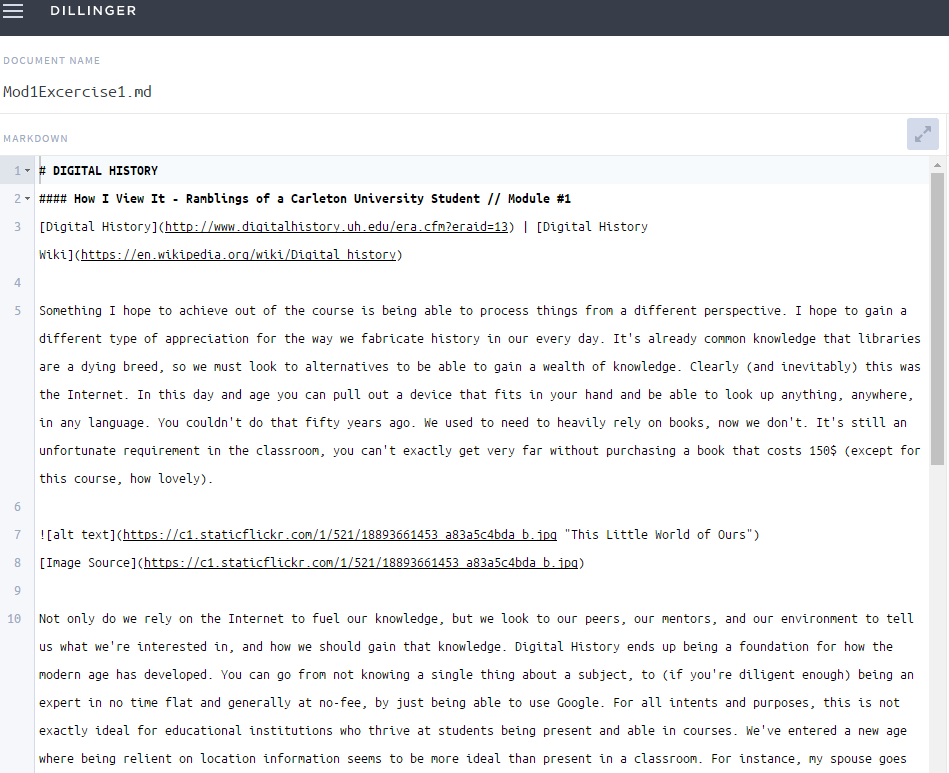 DILLINGER
DOCUMENT NAME
Mod1Excercise1.md
MARKDOWN
1 # DIGITAL HISTORY
2 #### How I View It - Ramblings of a Carleton University Student // Module #1
3 [Digital History](http://www.digitalhistory.uh.edu/era.cfm?eraid=13) | [Digital History
Wiki](https://en.wikipedia.org/wiki/Digital_history)
4
5 Something I hope to achieve out of the course is being able to process things from a different perspective. I hope to gain a
different type of appreciation for the way we fabricate history in our every day. It's already common knowledge that libraries
are a dying breed, so we must look to alternatives to be able to gain a wealth of knowledge. Clearly (and inevitably) this was
the Internet. In this day and age you can pull out a device that fits in your hand and be able to look up anything, anywhere,
in any language. You couldn't do that fifty years ago. We used to need to heavily rely on books, now we don't. It's still an
unfortunate requirement in the classroom, you can't exactly get very far without purchasing a book that costs 150$ (except for
this course, how lovely).
6
7 ![alt text](https://c1.staticflickr.com/1/521/18893661453_a83a5c4bda_b.jpg "This Little World of Ours")
8 [Image Source](https://c1.staticflickr.com/1/521/18893661453_a83a5c4bda_b.jpg)
9
10 Not only do we rely on the Internet to fuel our knowledge, but we look to our peers, our mentors, and our environment to tell
us what we're interested in, and how we should gain that knowledge. Digital History ends up being a foundation for how the
modern age has developed. You can go from not knowing a single thing about a subject, to (if you're diligent enough) being an
expert in no time flat and generally at no-fee, by just being able to use Google. For all intents and purposes, this is not
exactly ideal for educational institutions who thrive at students being present and able in courses. We've entered a new age
where being relient on location information seems to be more ideal than present in a classroom. For instance, my spouse goes